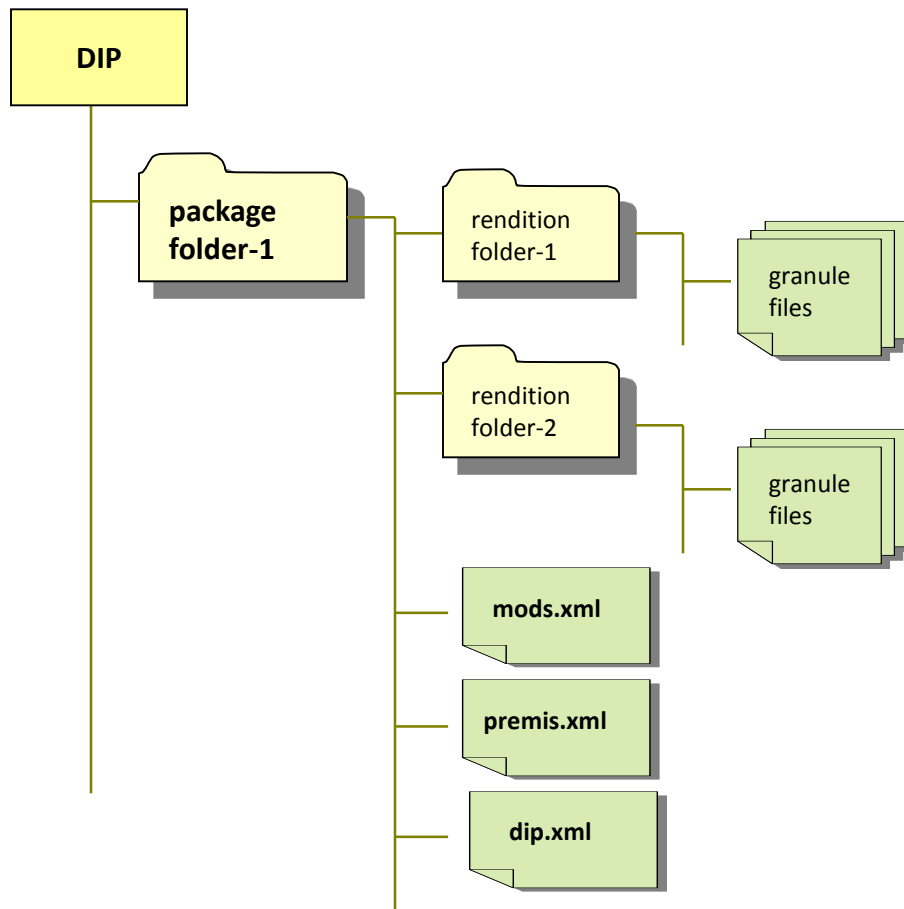 DIP
package
folder-1
rendition
folder-1
granule
files
rendition
folder-2
granule
files
mods.xml
premis.xml
dip.xml